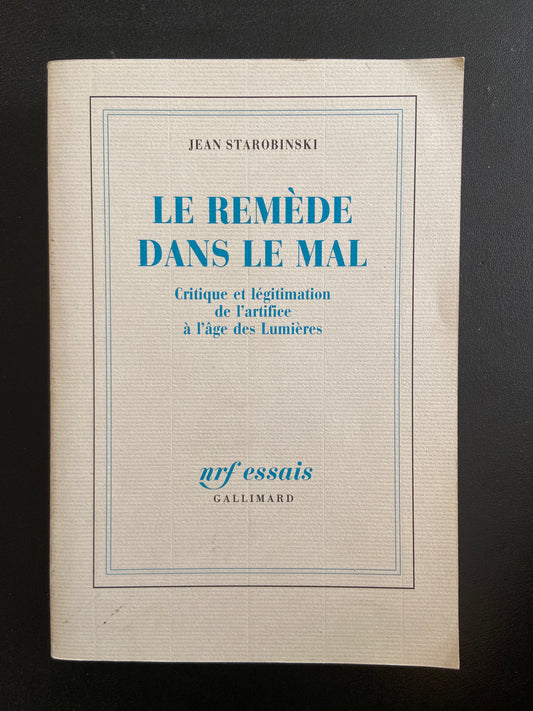 JEAN STAROBINSKI
LE REMÈDE
DANS LE MAL
Critique et légitimation
de l'artifice
à l'âge des Lumières
nrf essais
GALLIMARD